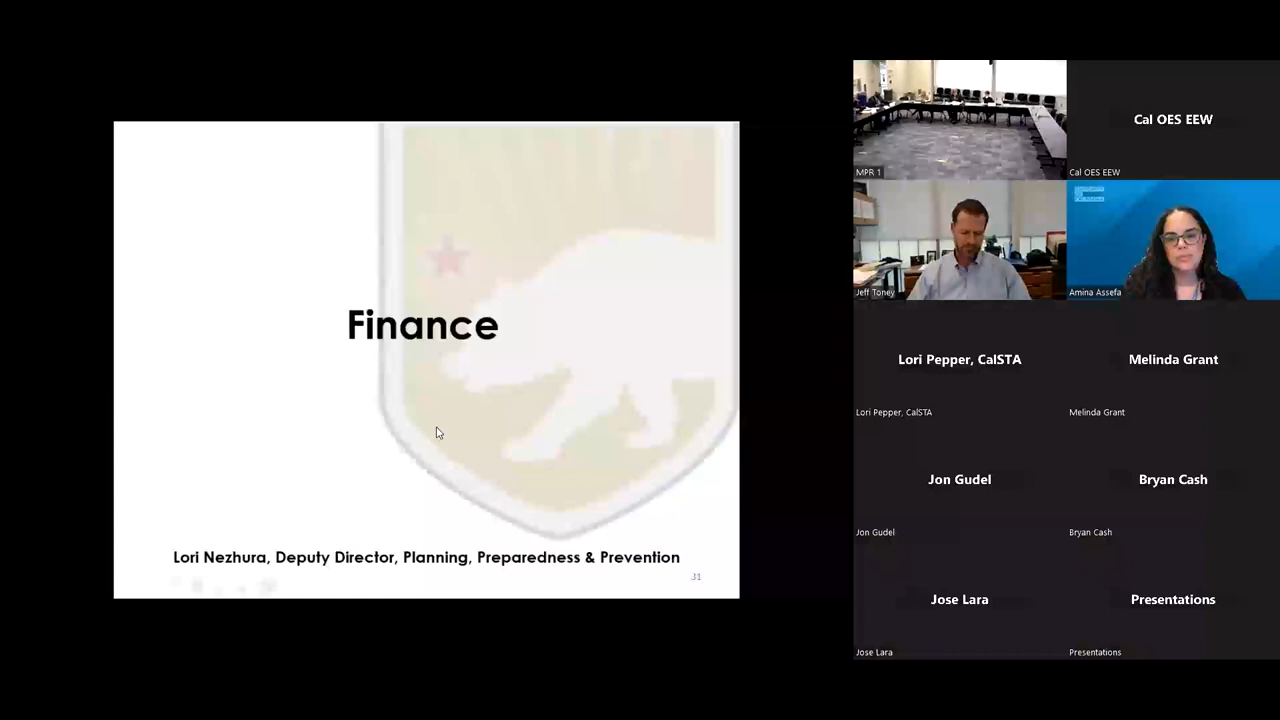 Finance
Lori Nezhura, Deputy Director, Planning, Preparedness & Prevention
31
MPR 1
Cal OES EEW
Cal OES EEW
Jeff Toney
Amina Assefa
Lori Pepper, CalSTA
Lori Pepper, CalSTA
Melinda Grant
Melinda Grant
Jon Gudel
Jon Gudel
Bryan Cash
Bryan Cash
Jose Lara
Jose Lara
Presentations
Presentations